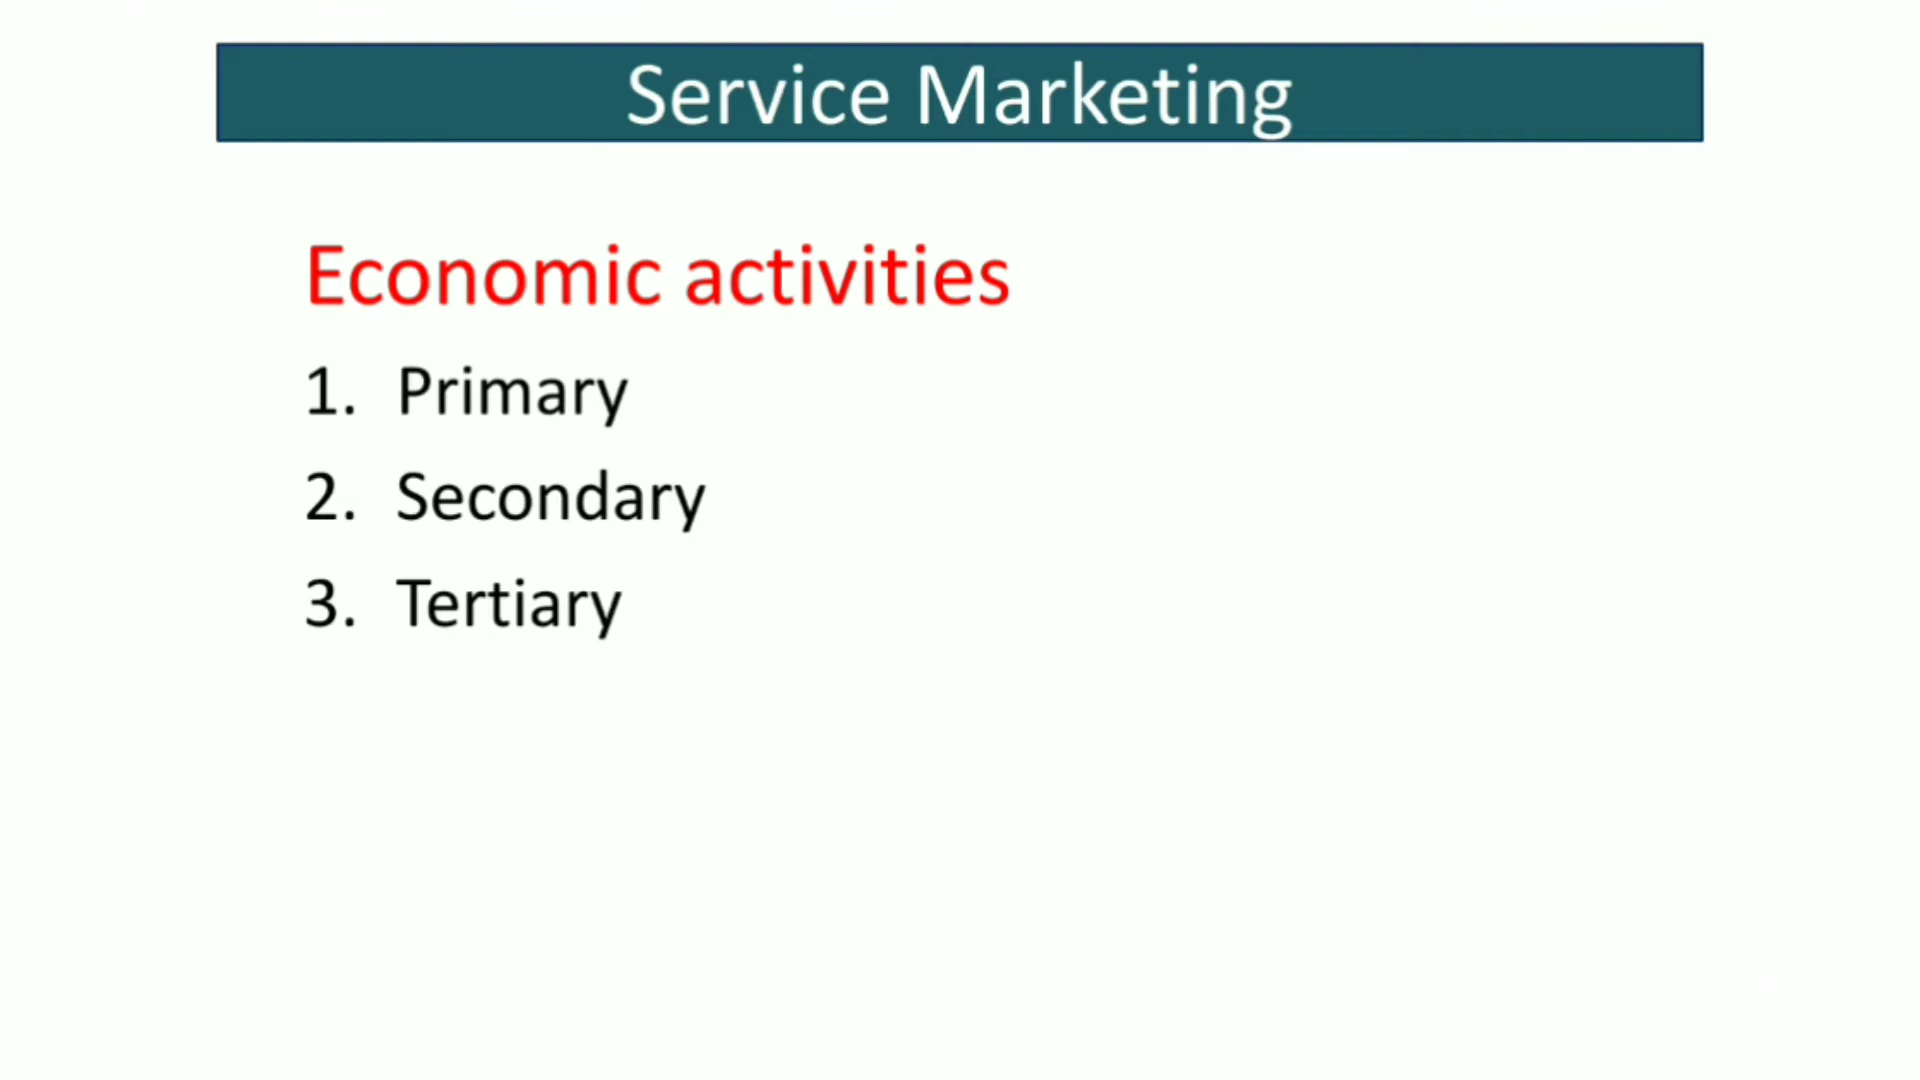 Service Marketing
Economic activities
1. Primary
2. Secondary
3. Tertiary